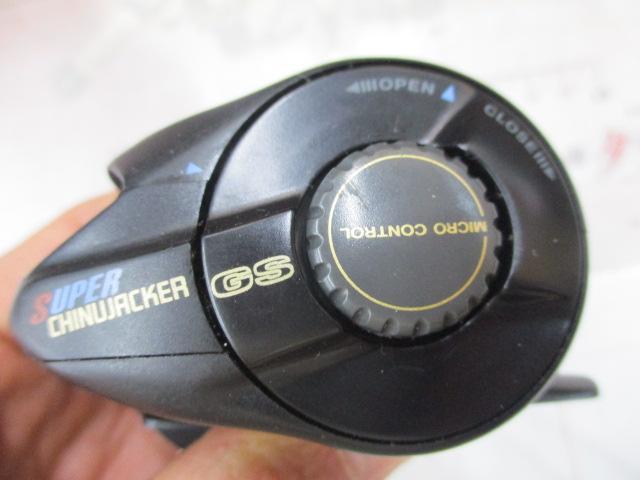 OPEN
CLOSE
MICRO CONTROL
GS
SUPER
CHINUJACKER